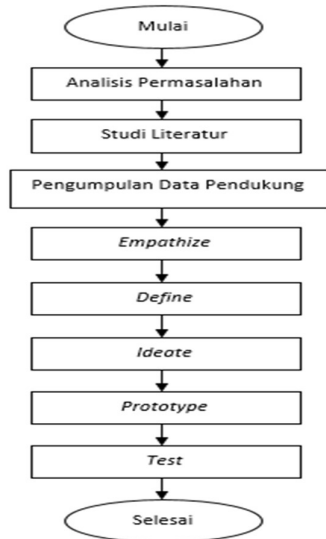 Mulai
Analisis Permasalahan
Studi Literatur
Pengumpulan Data Pendukung
Empathize
Define
Ideate
Prototype
Test
Selesai